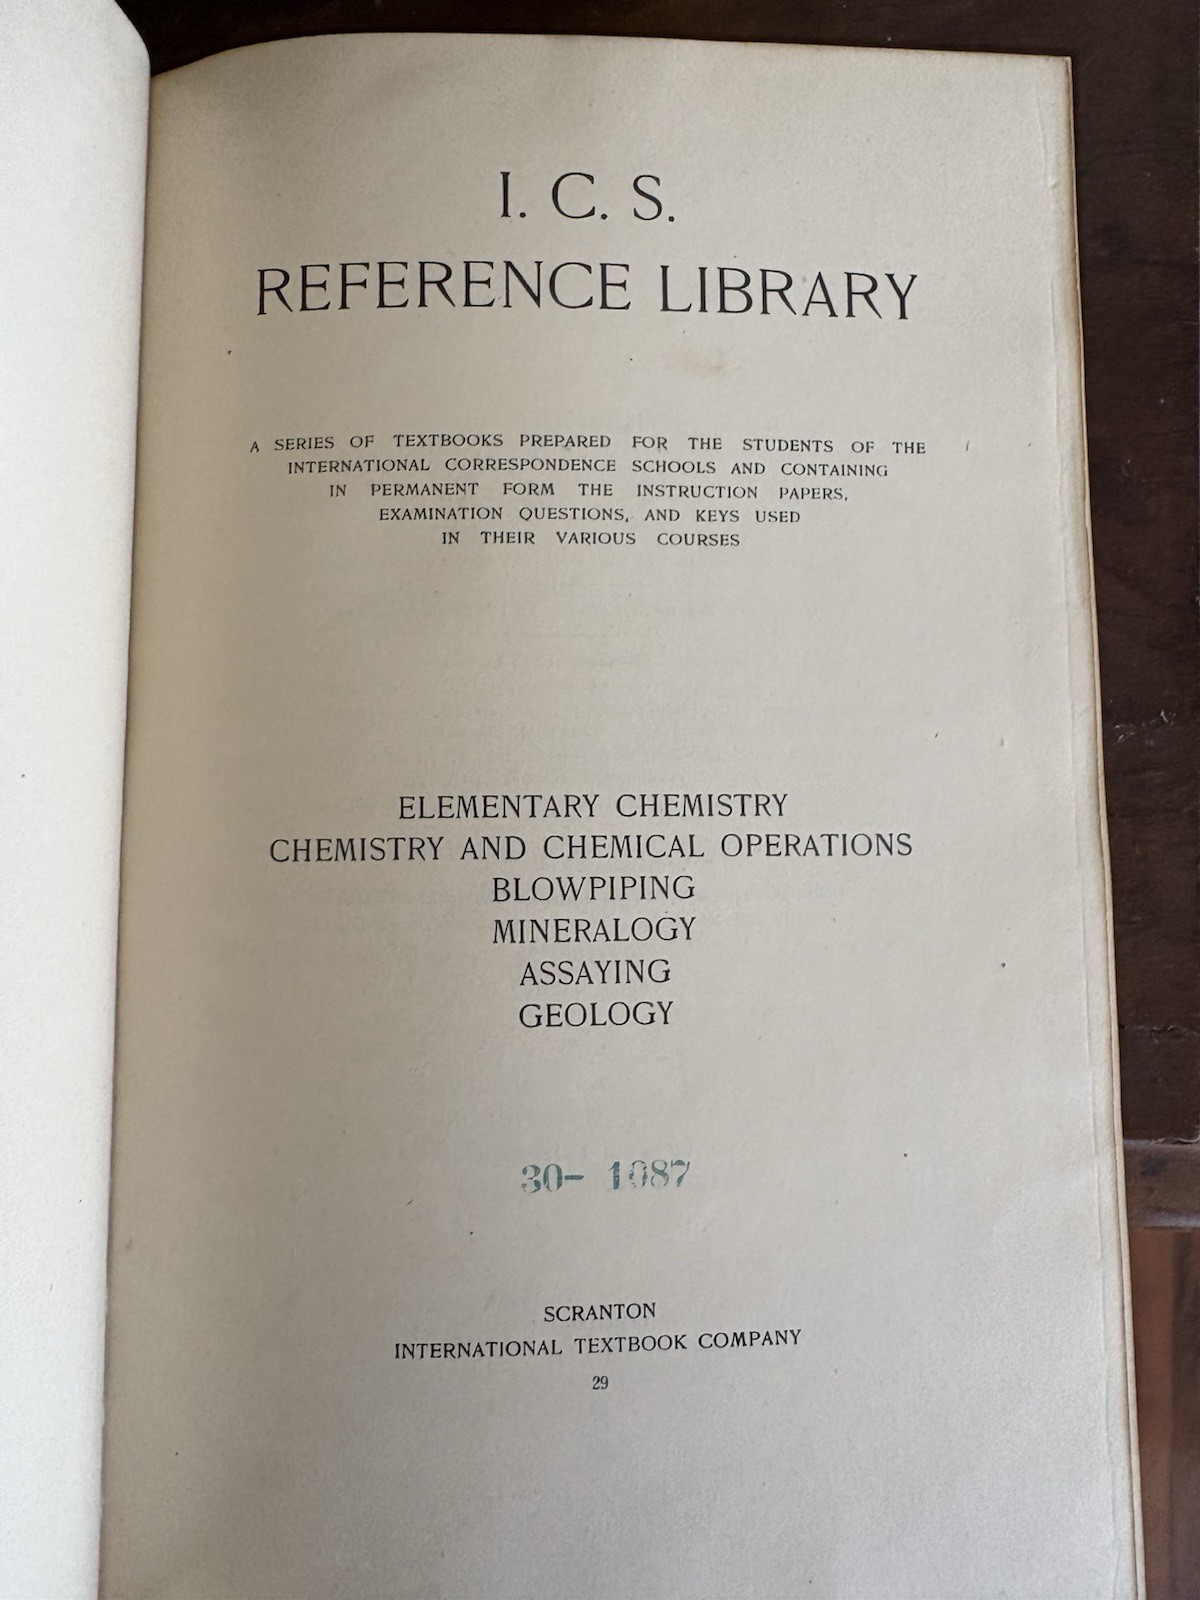 I. C. S.
REFERENCE LIBRARY
A SERIES OF TEXTBOOKS PREPARED FOR THE STUDENTS OF THE
INTERNATIONAL CORRESPONDENCE SCHOOLS AND CONTAINING
IN PERMANENT FORM THE INSTRUCTION PAPERS,
EXAMINATION QUESTIONS, AND KEYS USED
IN THEIR VARIOUS COURSES
ELEMENTARY CHEMISTRY
CHEMISTRY AND CHEMICAL OPERATIONS
BLOWPIPING
MINERALOGY
ASSAYING
GEOLOGY
30- 1087
SCRANTON
INTERNATIONAL TEXTBOOK COMPANY
29